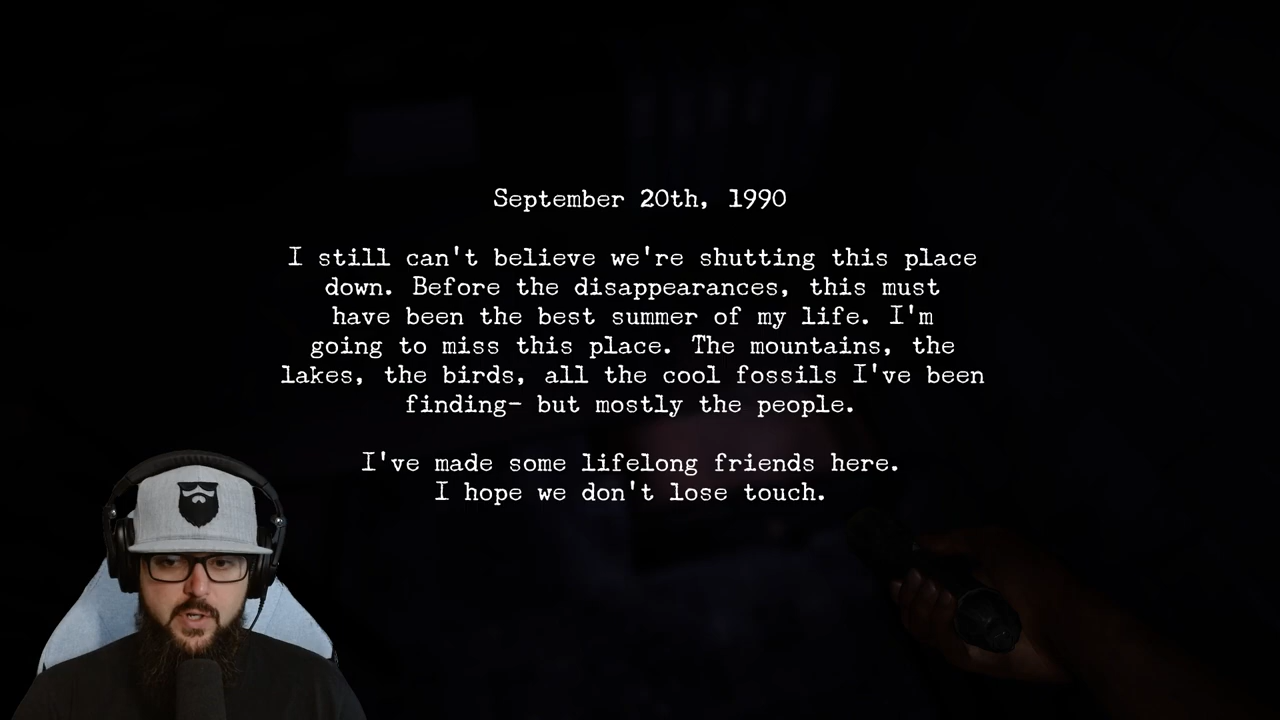 September 20th, 1990
I still can't believe we're shutting this place
down. Before the disappearances, this must
have been the best summer of my life. I'm
going to miss this place. The mountains, the
lakes, the birds, all the cool fossils I've been
finding- but mostly the people.
I've made some lifelong friends here.
I hope we don't lose touch.